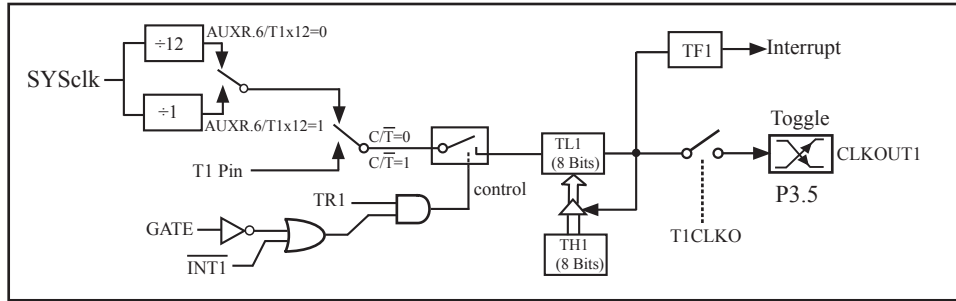 ÷12
AUXR.6/T1x12=0
SYSclk
÷1
AUXR.6/T1x12=1
T1 Pin
C/T̅=0
C/T̅=1
control
TR1
GATE
I̅N̅T̅1̅
TL1
(8 Bits)
TH1
(8 Bits)
TF1
Interrupt
Toggle
CLKOUT1
P3.5
T1CLKO